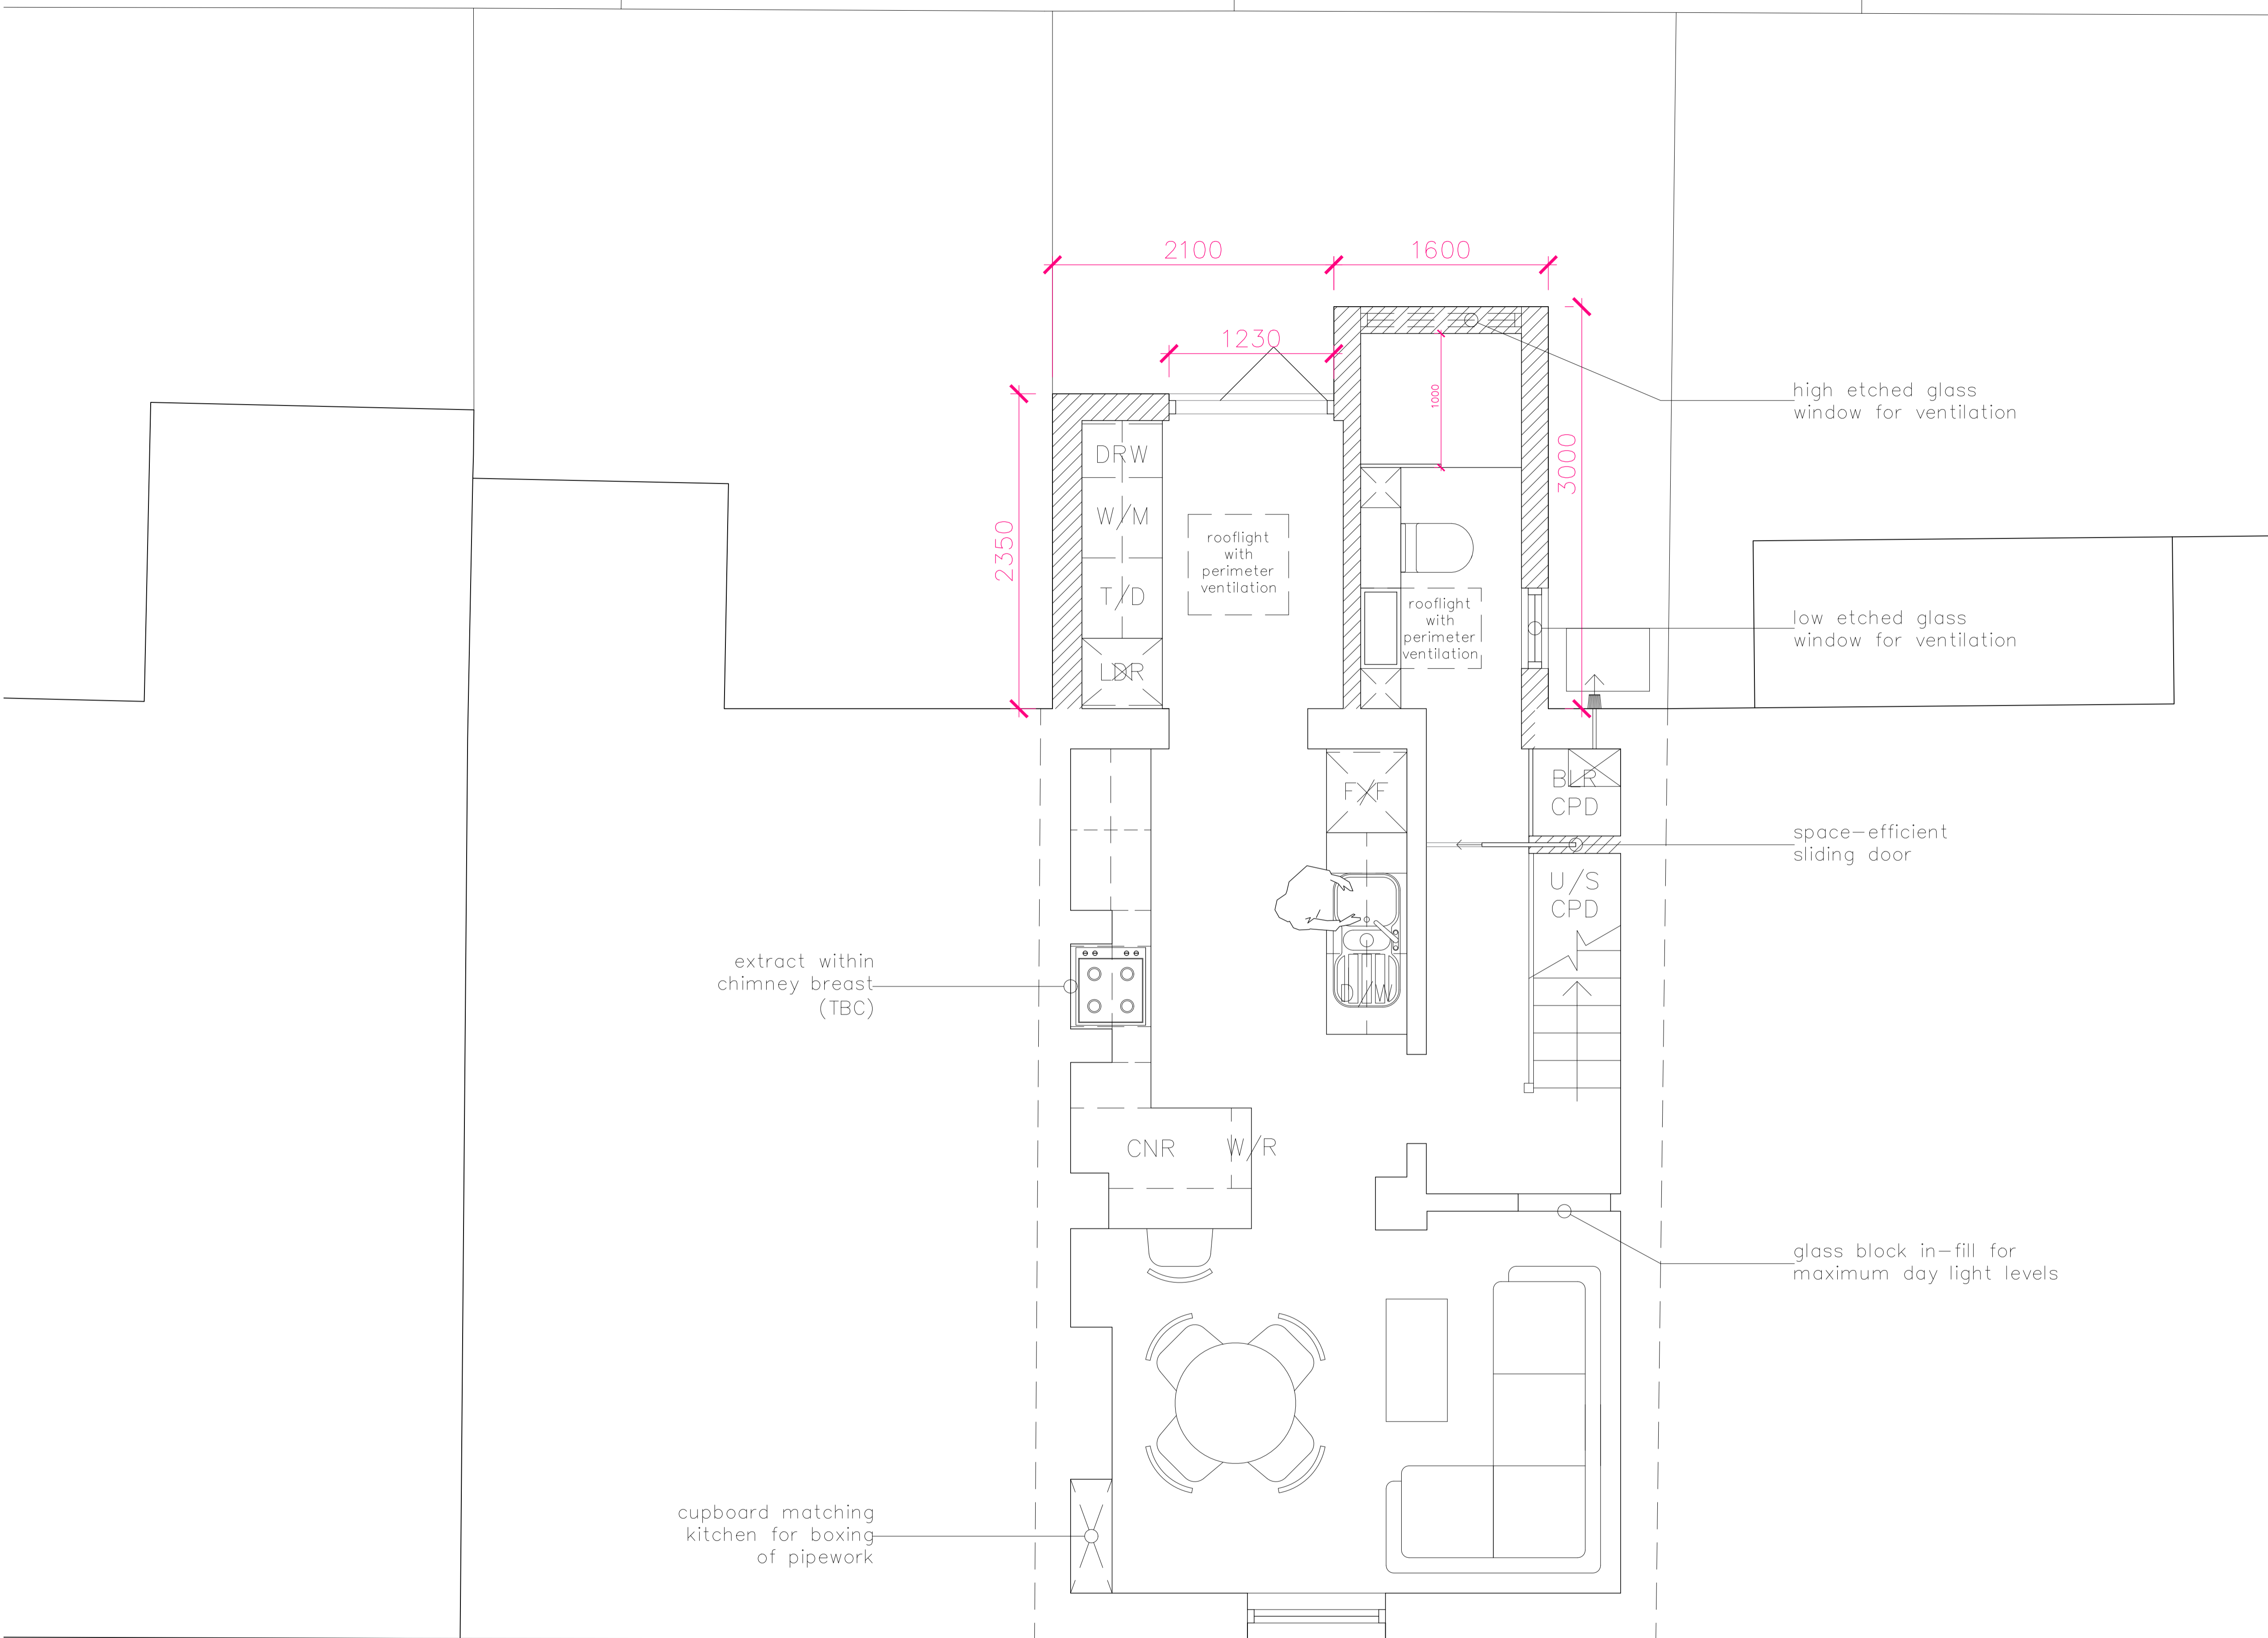 2100
1600
1230
1000
high etched glass
window for ventilation
DRW
3000
W/M
2350
rooflight
with
perimeter
ventilation
T/D
rooflight
with
perimeter
ventilation
low etched glass
window for ventilation
LDR
BLR
CPD
F/F
space-efficient
sliding door
U/S
CPD
extract within
chimney breast
(TBC)
D/W
CNR
W/R
glass block in-fill for
maximum day light levels
cupboard matching
kitchen for boxing
of pipework